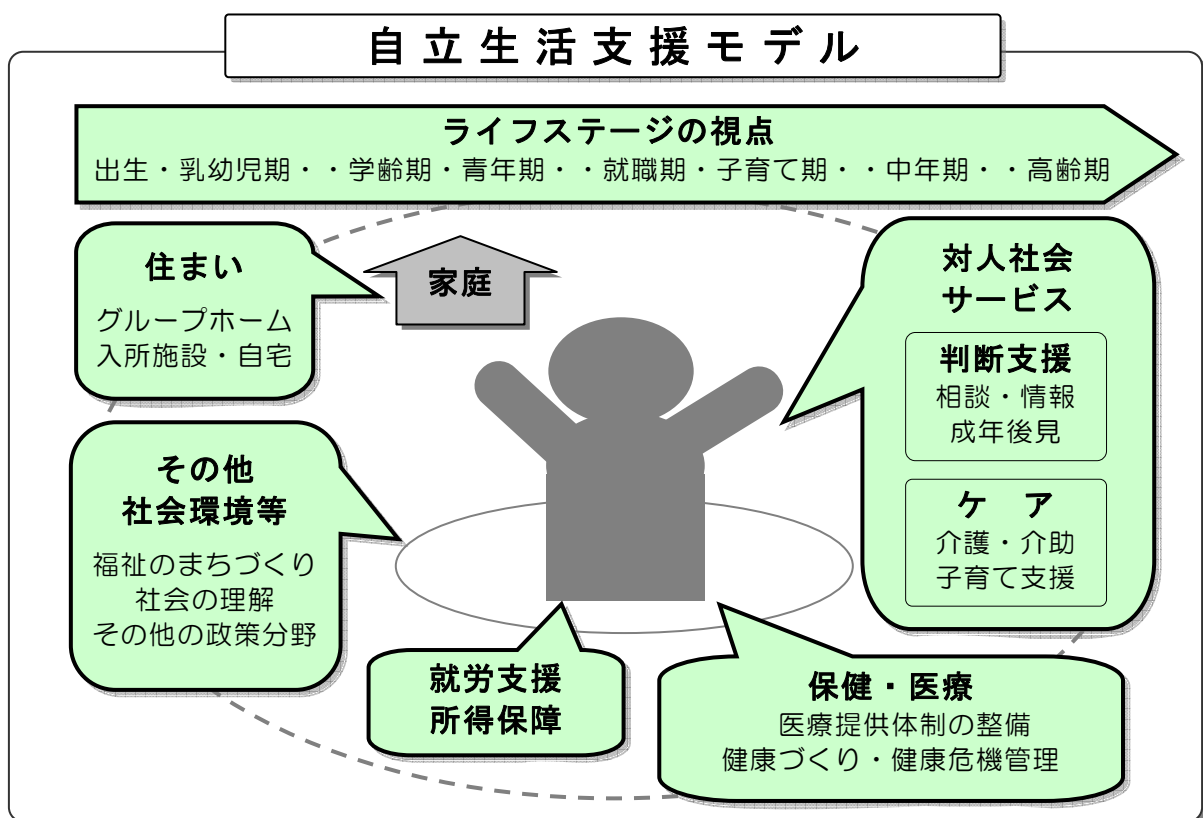 自立生活支援モデル
ライフステージの視点
出生・乳幼児期・・学齢期・青年期・・就職期・子育て期・・中年期・・高齢期
住まい
グループホーム
入所施設・自宅
家庭
対人社会
サービス
判断支援
相談・情報
成年後見
ケ　ア
介護・介助
子育て支援
その他
社会環境等
福祉のまちづくり
社会の理解
その他の政策分野
就労支援
所得保障
保健・医療
医療提供体制の整備
健康づくり・健康危機管理